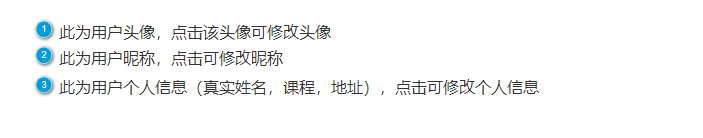 1 此为用户头像，点击该头像可修改头像
2 此为用户昵称，点击可修改昵称
3 此为用户个人信息（真实姓名，课程，地址），点击可修改个人信息